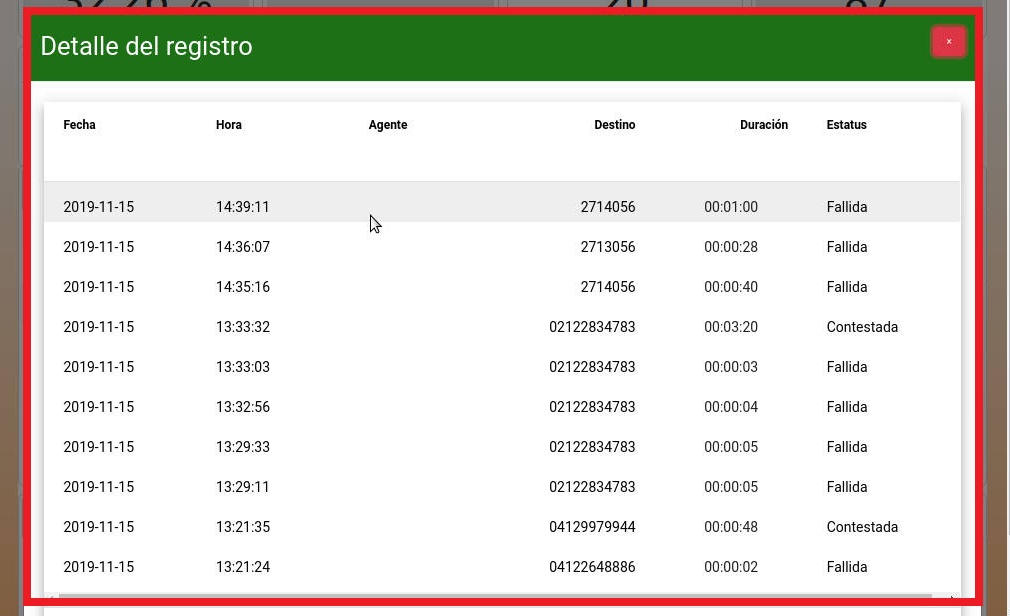 Detalle del registro ×
Fecha Hora Agente Destino Duración Estatus
2019-11-15 14:39:11 2714056 00:01:00 Fallida
2019-11-15 14:36:07 2713056 00:00:28 Fallida
2019-11-15 14:35:16 2714056 00:00:40 Fallida
2019-11-15 13:33:32 02122834783 00:03:20 Contestada
2019-11-15 13:33:03 02122834783 00:00:03 Fallida
2019-11-15 13:32:56 02122834783 00:00:04 Fallida
2019-11-15 13:29:33 02122834783 00:00:05 Fallida
2019-11-15 13:29:11 02122834783 00:00:05 Fallida
2019-11-15 13:21:35 04129979944 00:00:48 Contestada
2019-11-15 13:21:24 04122648886 00:00:02 Fallida